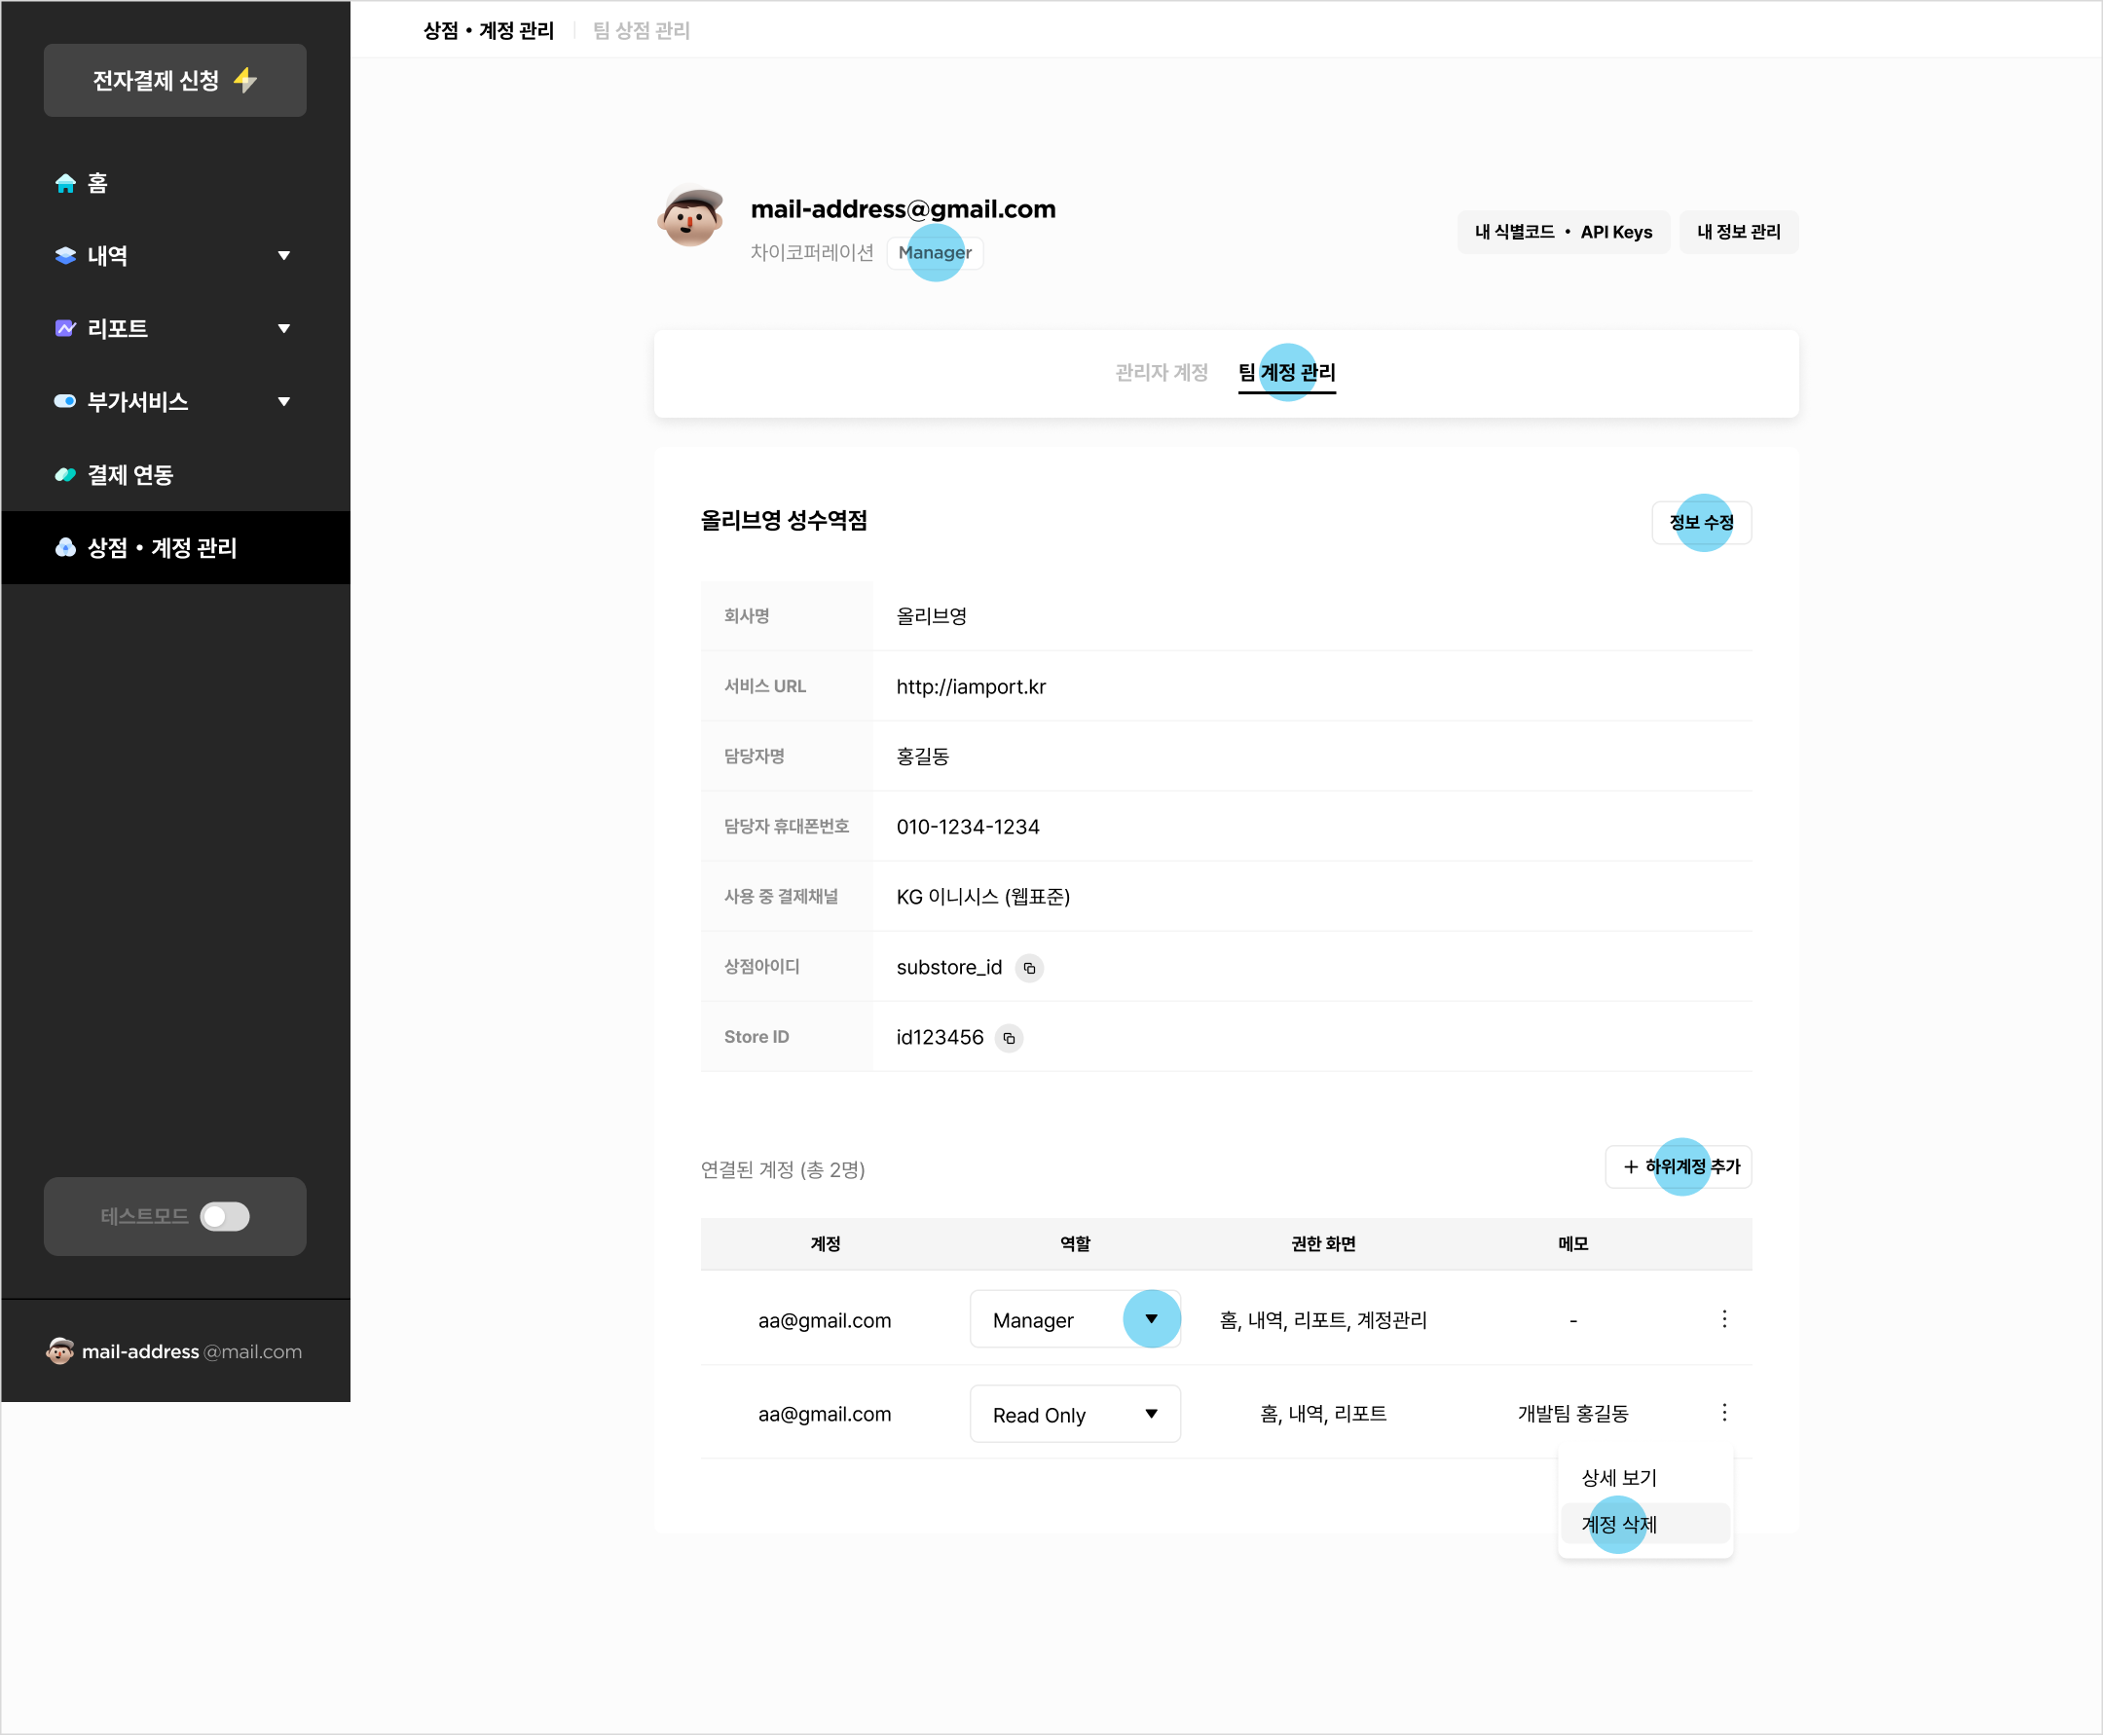 상점 • 계정 관리
팀 상점 관리
전자결제 신청
홈
내역
리포트
부가서비스
결제 연동
상점 • 계정 관리
테스트모드
mail-address@mail.com
mail-address@gmail.com
차이코퍼레이션 Manager
내 식별코드 • API Keys
내 정보 관리
관리자 계정
팀 계정 관리
올리브영 성수역점
정보 수정
회사명 올리브영
서비스 URL http://iamport.kr
담당자명 홍길동
담당자 휴대폰번호 010-1234-1234
사용 중 결제채널 KG 이니시스 (웹표준)
상점아이디 substore_id
Store ID id123456
연결된 계정 (총 2명)
+ 하위계정 추가
계정 역할 권한 화면 메모
aa@gmail.com Manager 홈, 내역, 리포트, 계정관리 -
aa@gmail.com Read Only 홈, 내역, 리포트 개발팀 홍길동
상세 보기
계정 삭제